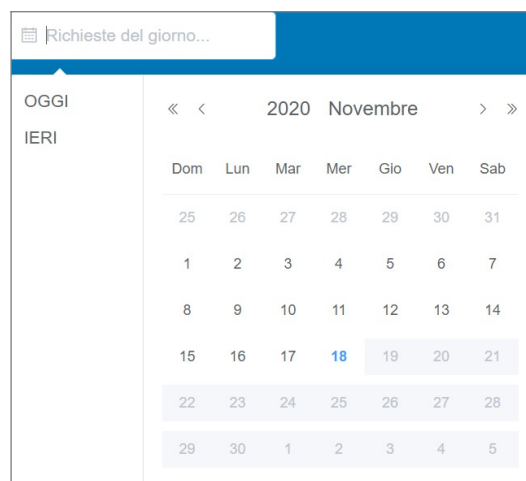 Richieste del giorno...
OGGI
IERI
« < 2020 Novembre > »
Dom Lun Mar Mer Gio Ven Sab
25 26 27 28 29 30 31
1 2 3 4 5 6 7
8 9 10 11 12 13 14
15 16 17 18 19 20 21
22 23 24 25 26 27 28
29 30 1 2 3 4 5